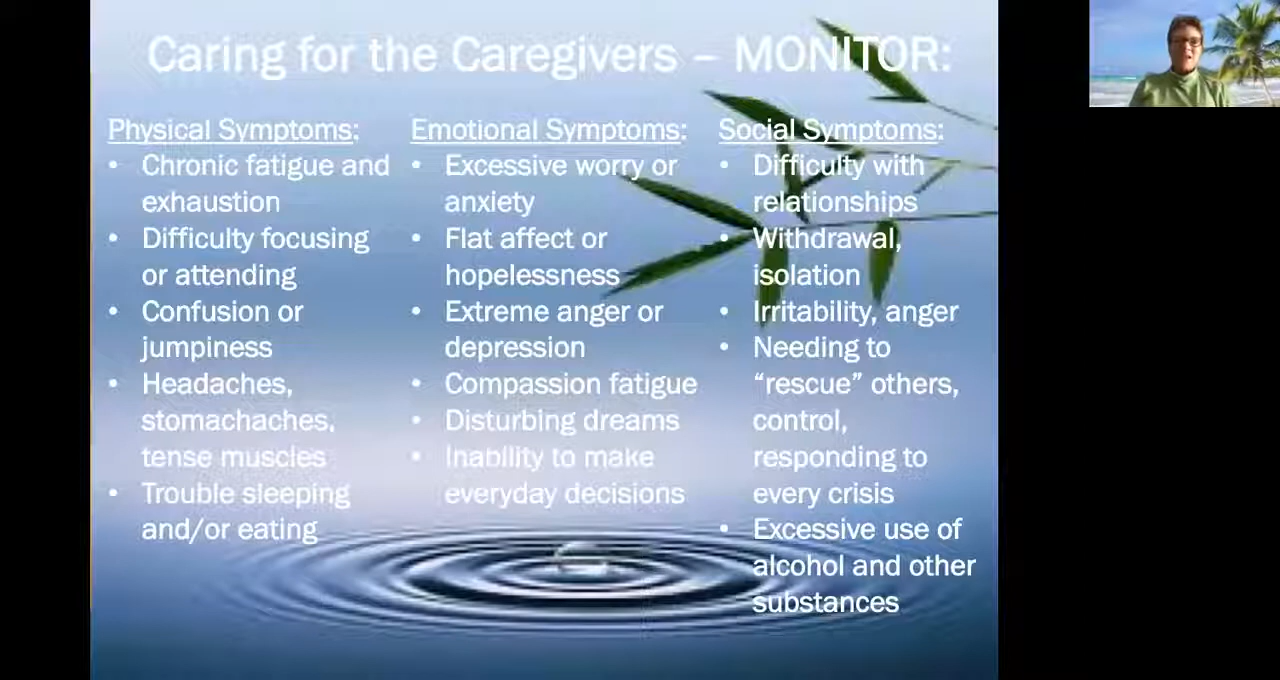 Caring for the Caregivers – MONITOR:
Physical Symptoms:
• Chronic fatigue and
exhaustion
• Difficulty focusing
or attending
• Confusion or
jumpiness
• Headaches,
stomachaches,
tense muscles
• Trouble sleeping
and/or eating
Emotional Symptoms:
• Excessive worry or
anxiety
• Flat affect or
hopelessness
• Extreme anger or
depression
• Compassion fatigue
• Disturbing dreams
• Inability to make
everyday decisions
Social Symptoms:
• Difficulty with
relationships
• Withdrawal,
isolation
• Irritability, anger
• Needing to
“rescue” others,
control,
responding to
every crisis
• Excessive use of
alcohol and other
substances